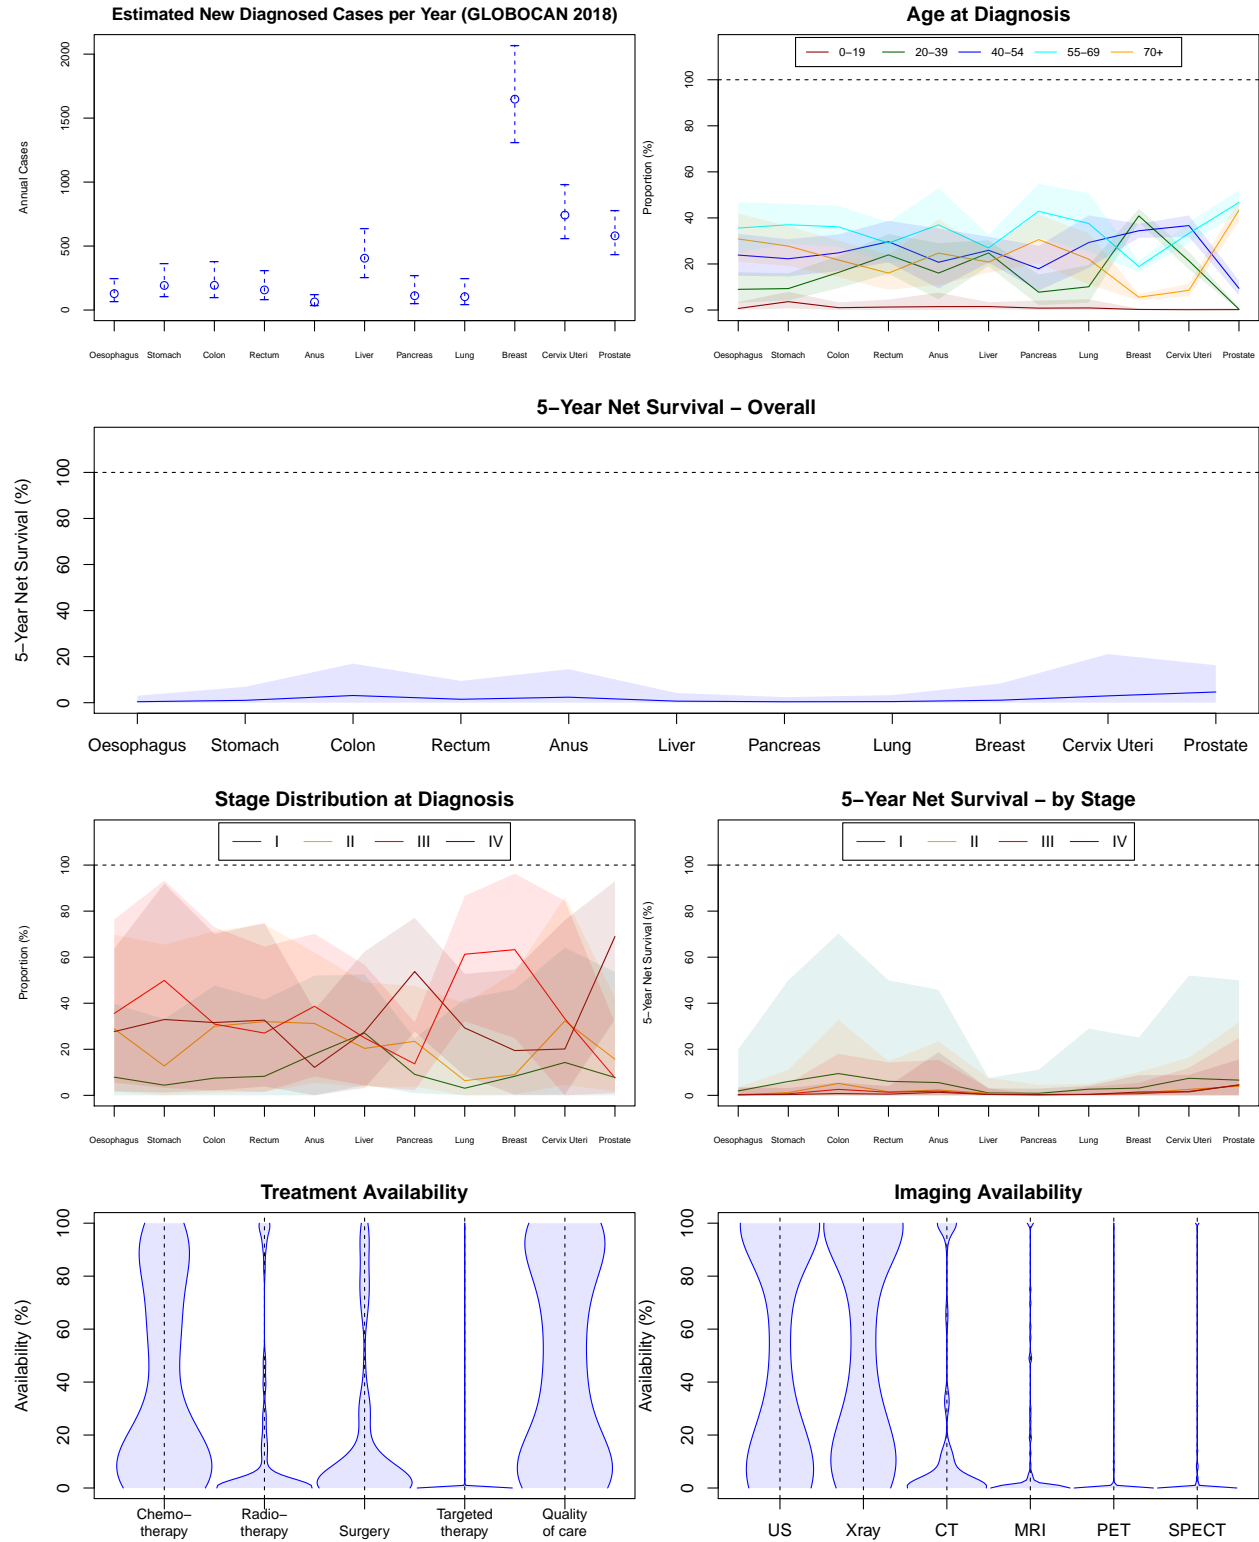 Estimated New Diagnosed Cases per Year (GLOBOCAN 2018)
Annual Cases
2000
1500
1000
500
0
Oesophagus Stomach Colon Rectum Anus Liver Pancreas Lung Breast Cervix Uteri Prostate
Age at Diagnosis
0–19 20–39 40–54 55–69 70+
Proportion (%)
100
80
60
40
20
0
Oesophagus Stomach Colon Rectum Anus Liver Pancreas Lung Breast Cervix Uteri Prostate
5–Year Net Survival – Overall
5–Year Net Survival (%)
100
80
60
40
20
0
Oesophagus Stomach Colon Rectum Anus Liver Pancreas Lung Breast Cervix Uteri Prostate
Stage Distribution at Diagnosis
I II III IV
Proportion (%)
100
80
60
40
20
0
Oesophagus Stomach Colon Rectum Anus Liver Pancreas Lung Breast Cervix Uteri Prostate
5–Year Net Survival – by Stage
I II III IV
5–Year Net Survival (%)
100
80
60
40
20
0
Oesophagus Stomach Colon Rectum Anus Liver Pancreas Lung Breast Cervix Uteri Prostate
Treatment Availability
Availability (%)
100
80
60
40
20
0
Chemo– Radio– Targeted Quality
therapy therapy Surgery therapy of care
Imaging Availability
Availability (%)
100
80
60
40
20
0
US Xray CT MRI PET SPECT